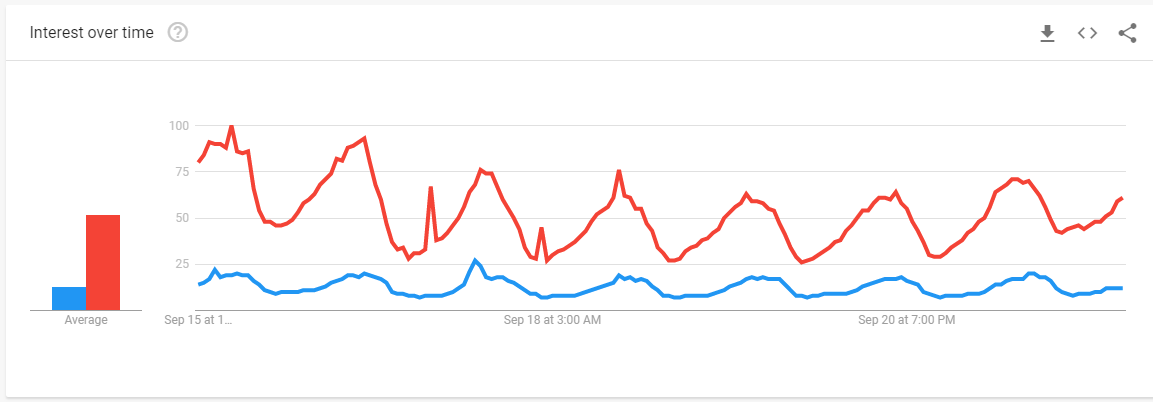 Interest over time
100
75
50
25
Average
Sep 15 at 1...
Sep 18 at 3:00 AM
Sep 20 at 7:00 PM